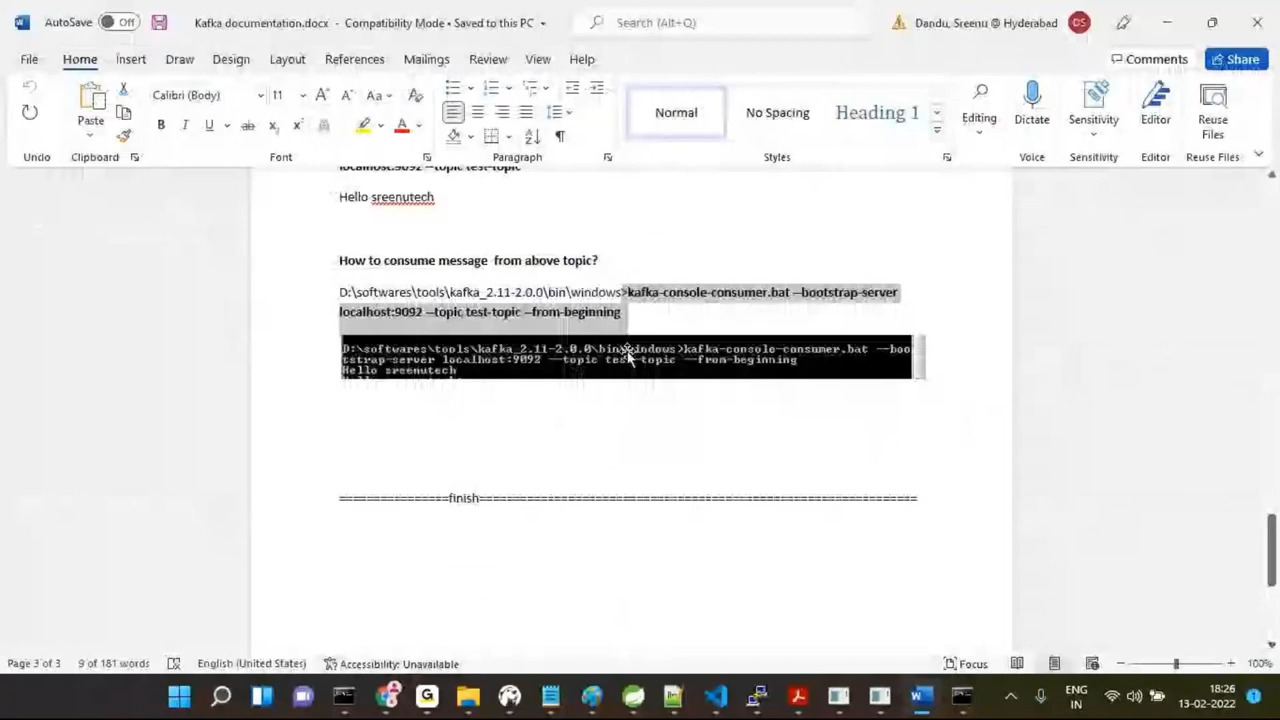 AutoSave Off Kafka documentation.docx - Compatibility Mode • Saved to this PC Search (Alt+Q) Dandu, Sreenu @ Hyderabad DS
File Home Insert Draw Design Layout References Mailings Review View Help Comments Share
Calibri (Body) 11 Aa
Paste
Normal No Spacing Heading 1
Editing Dictate Sensitivity Editor Reuse Files
Undo Clipboard Font Paragraph Styles Voice Sensitivity Editor Reuse Files
localhost:9092 –topic test-topic
Hello sreenutech
How to consume message from above topic?
D:\softwares\tools\kafka_2.11-2.0.0\bin\windows>kafka-console-consumer.bat –bootstrap-server
localhost:9092 –topic test-topic –from-beginning
D:\softwares\tools\kafka_2.11-2.0.0\bin\windows>kafka-console-consumer.bat --boo
tstrap-server localhost:9092 --topic test-topic --from-beginning
Hello sreenutech
================finish================================================================
Page 3 of 3 9 of 181 words English (United States) Accessibility: Unavailable Focus 100%
ENG
IN
18:26
13-02-2022